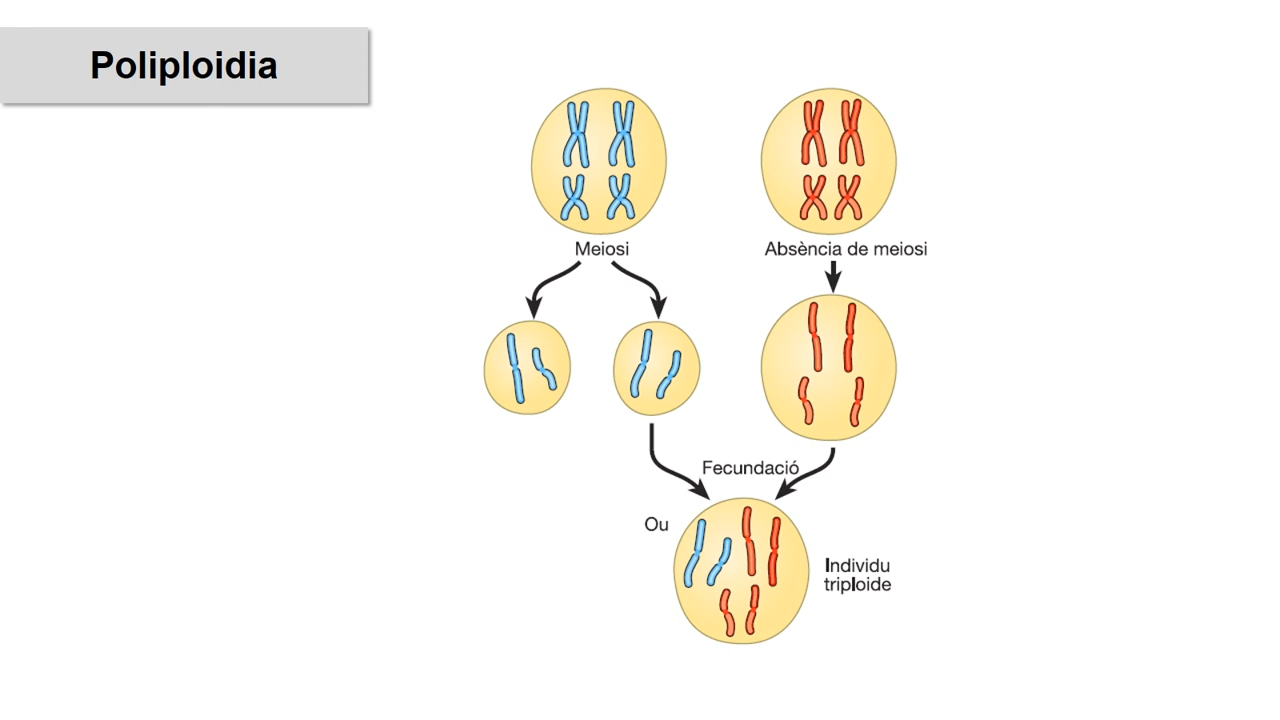 Poliploidia
Meiosi
Absència de meiosi
Fecundació
Ou
Individu
triploide